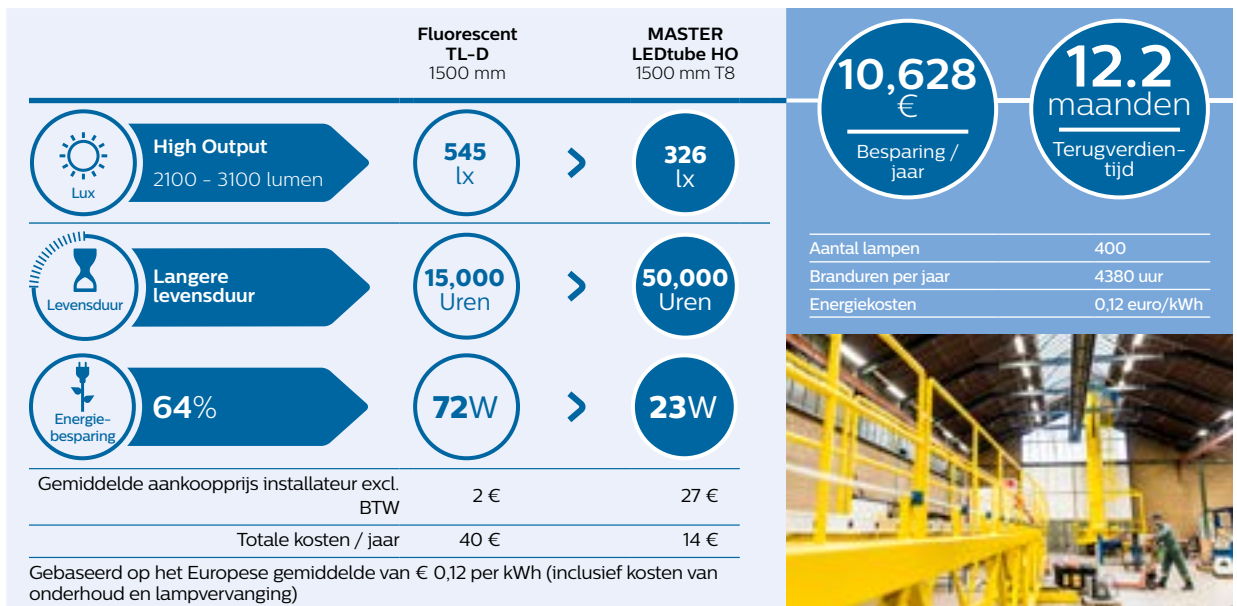 Fluorescent
TL-D
1500 mm
MASTER
LEDtube HO
1500 mm T8
Lux
High Output
2100 - 3100 lumen
545
lx
>
326
lx
Levensduur
Langere
levensduur
15,000
Uren
>
50,000
Uren
Energie-
besparing
64%
72W
>
23W
Gemiddelde aankoopprijs installateur excl.
BTW
2 €
27 €
Totale kosten / jaar
40 €
14 €
Gebaseerd op het Europese gemiddelde van € 0,12 per kWh (inclusief kosten van
onderhoud en lampvervanging)
10,628
€
Besparing /
jaar
12.2
maanden
Terugverdien-
tijd
Aantal lampen 400
Branduren per jaar 4380 uur
Energiekosten 0,12 euro/kWh